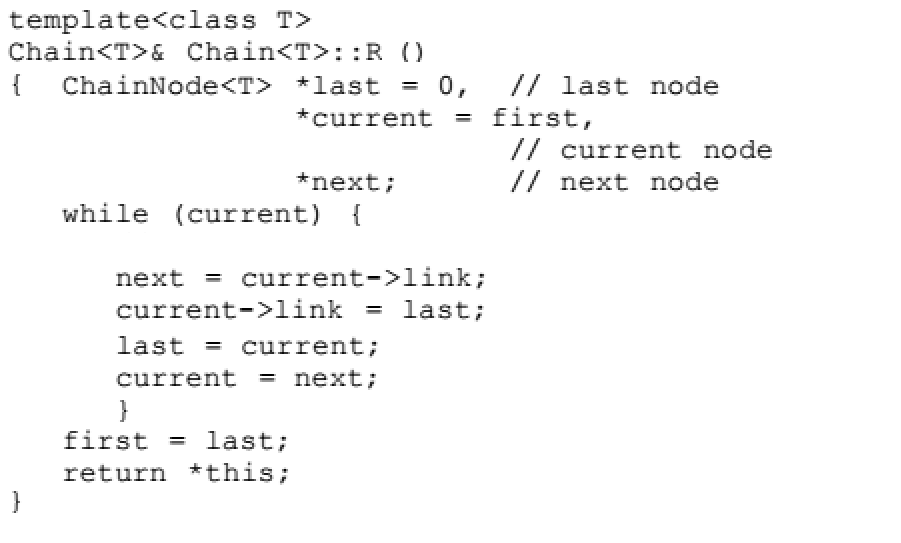 template<class T>
Chain<T>& Chain<T>::R ()
{  ChainNode<T> *last = 0,  // last node
                *current = first,
                            // current node
                *next;      // next node
   while (current) {
      next = current->link;
      current->link = last;
      last = current;
      current = next;
      }
   first = last;
   return *this;
}